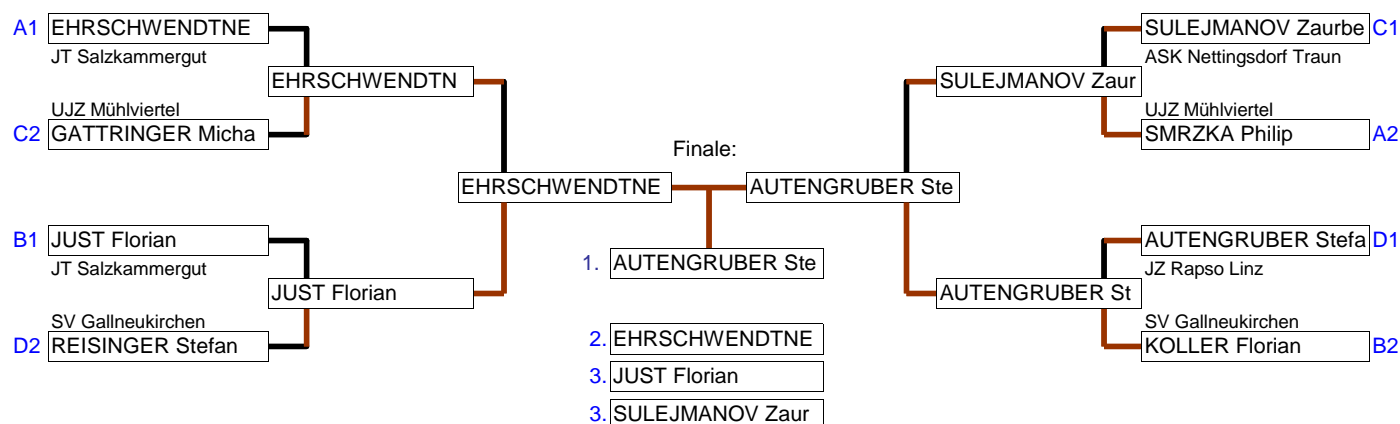 A1 EHRSCHWENDTNE
JT Salzkammergut
EHRSCHWENDTN
UJZ Mühlviertel
C2 GATTRINGER Micha
EHRSCHWENDTNE
B1 JUST Florian
JT Salzkammergut
JUST Florian
SV Gallneukirchen
D2 REISINGER Stefan
Finale:
1. AUTENGRUBER Ste
2. EHRSCHWENDTNE
3. JUST Florian
3. SULEJMANOV Zaur
SULEJMANOV Zaurbe C1
ASK Nettingsdorf Traun
SULEJMANOV Zaur
UJZ Mühlviertel
SMRZKA Philip A2
AUTENGRUBER Ste
AUTENGRUBER Stefa D1
JZ Rapso Linz
AUTENGRUBER St
SV Gallneukirchen
KOLLER Florian B2